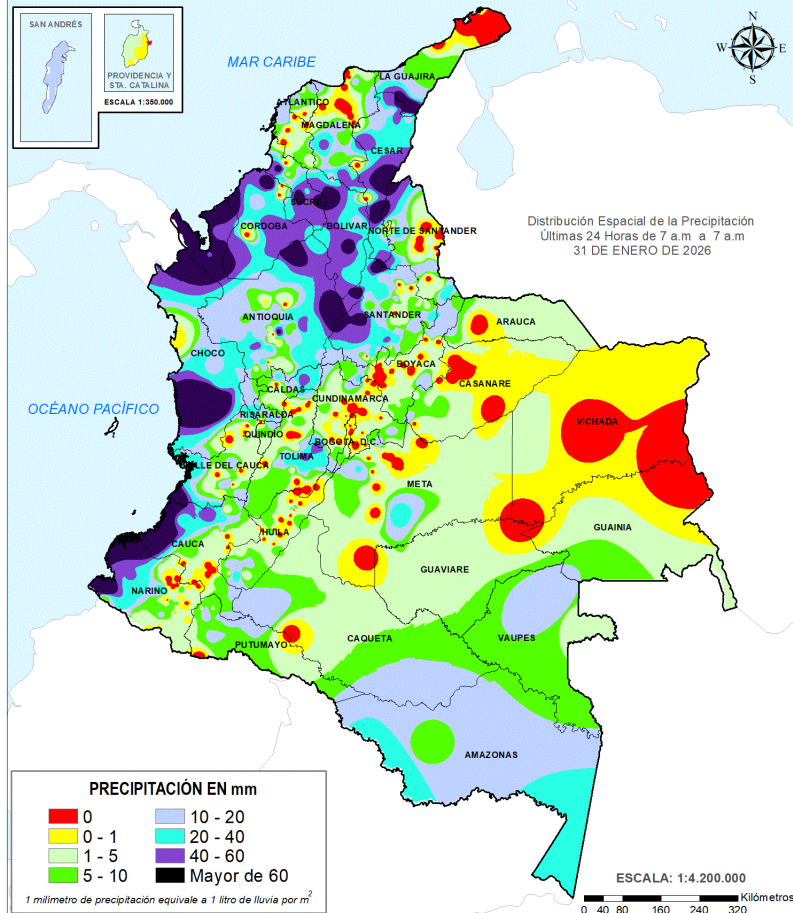 SAN ANDRÉS
PROVIDENCIA Y
STA. CATALINA
ESCALA 1:350.000
MAR CARIBE
N
W
E
S
LA GUAJIRA
ATLANTICO
MAGDALENA
CESAR
SUCRE
CORDOBA
BOLIVAR
NORTE DE SANTANDER
Distribución Espacial de la Precipitación
Últimas 24 Horas de 7 a.m a 7 a.m
31 DE ENERO DE 2026
ANTIOQUIA
SANTANDER
ARAUCA
CHOCO
BOYACA
CASANARE
CALDAS
CUNDINAMARCA
OCÉANO PACÍFICO
RISARALDA
VICHADA
QUINDIO
BOGOTA, D.C.
TOLIMA
VALLE DEL CAUCA
META
GUAINIA
HUILA
CAUCA
GUAVIARE
NARIÑO
PUTUMAYO
CAQUETA
VAUPES
AMAZONAS
PRECIPITACIÓN EN mm
0
10 - 20
0 - 1
20 - 40
1 - 5
40 - 60
5 - 10
Mayor de 60
1 milímetro de precipitación equivale a 1 litro de lluvia por m2
ESCALA: 1:4.200.000
Kilómetros
0 40 80 160 240 320